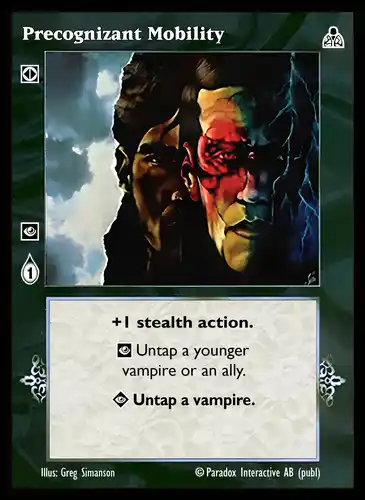 Precognizant Mobility
1
+1 stealth action.
Untap a younger
vampire or an ally.
Untap a vampire.
Illus: Greg Simanson © Paradox Interactive AB (publ)